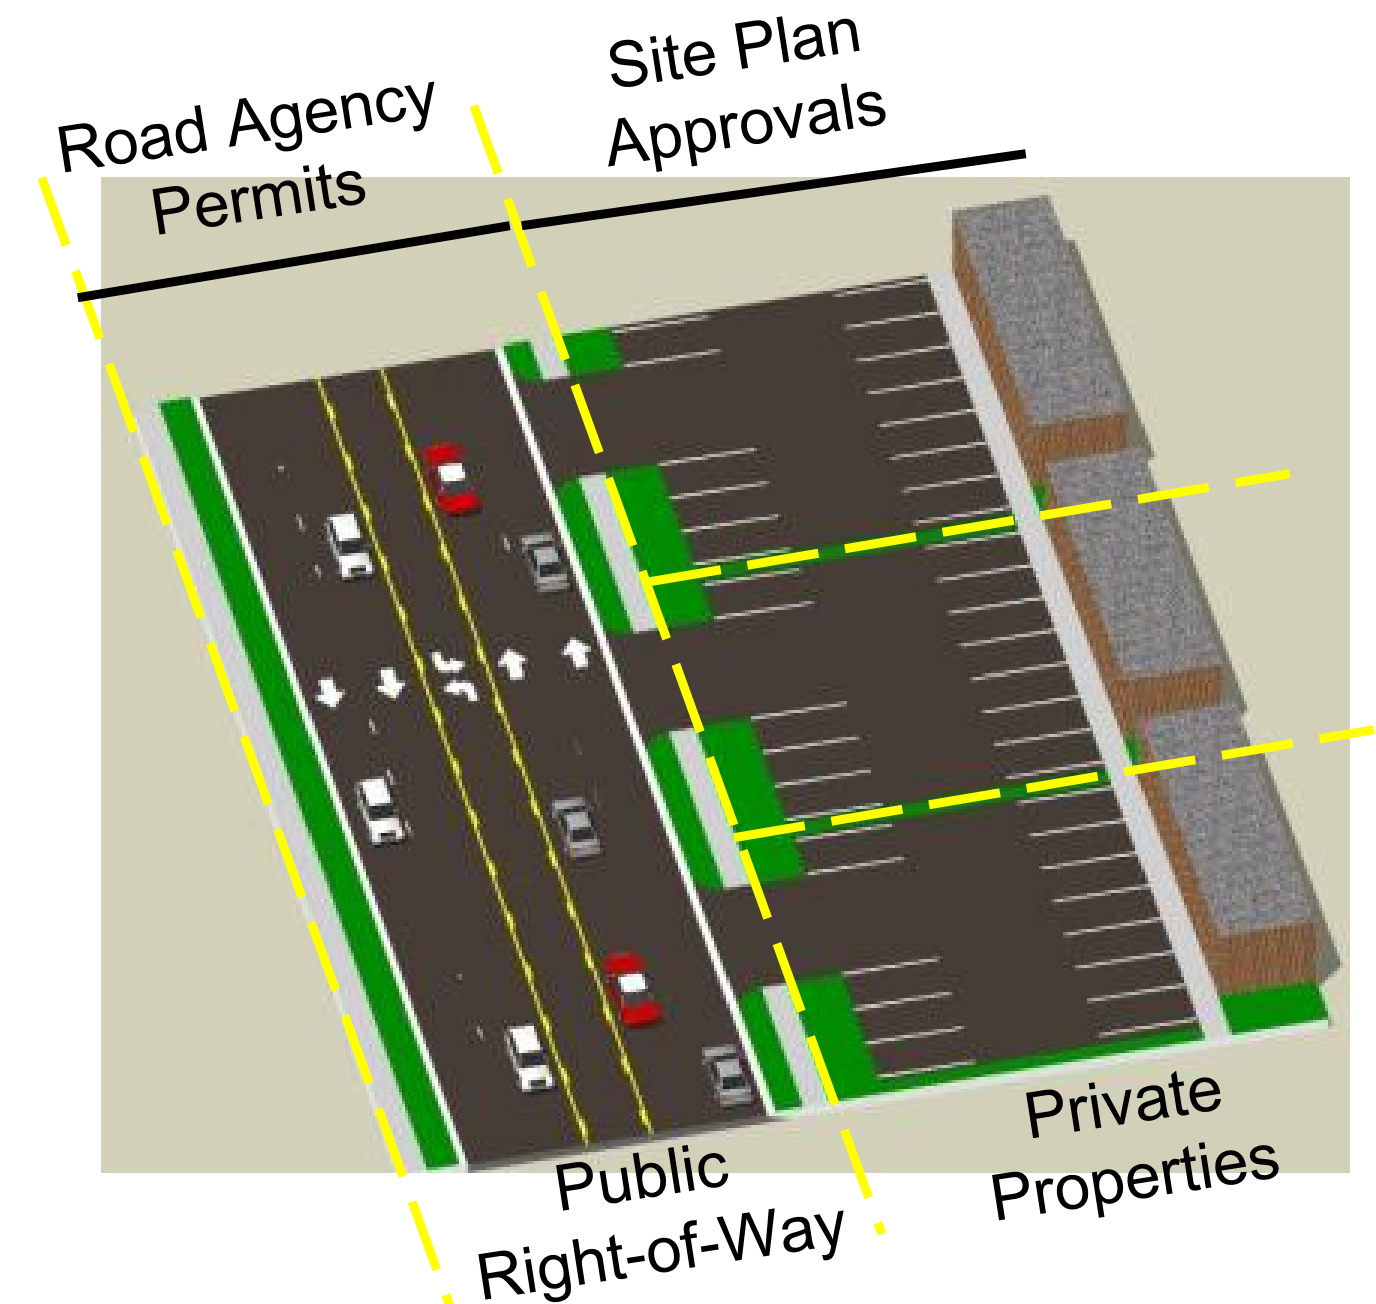 Site Plan
Approvals
Road Agency
Permits
Private
Properties
Public
Right-of-Way